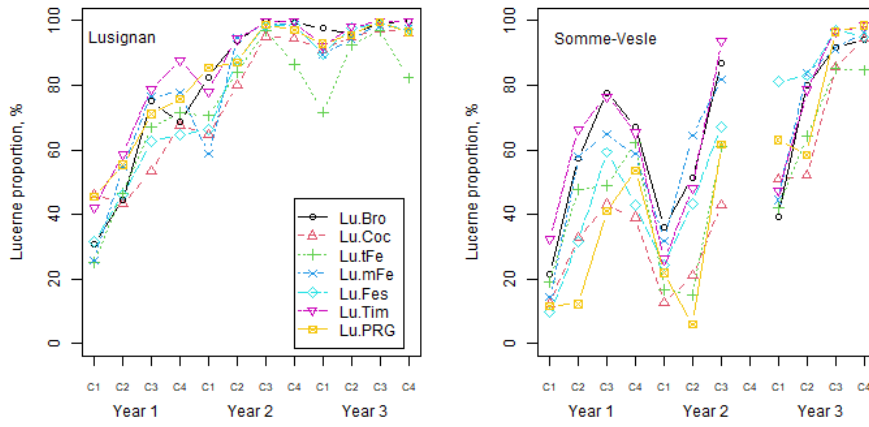 Lusignan
Lucerne proportion, %
100
80
60
40
20
0
Lu.Bro
Lu.Coc
Lu.tFe
Lu.mFe
Lu.Fes
Lu.Tim
Lu.PRG
C1 C2 C3 C4 C1 C2 C3 C4 C1 C2 C3 C4
Year 1 Year 2 Year 3
Somme-Vesle
Lucerne proportion, %
100
80
60
40
20
0
C1 C2 C3 C4 C1 C2 C3 C4 C1 C2 C3 C4
Year 1 Year 2 Year 3